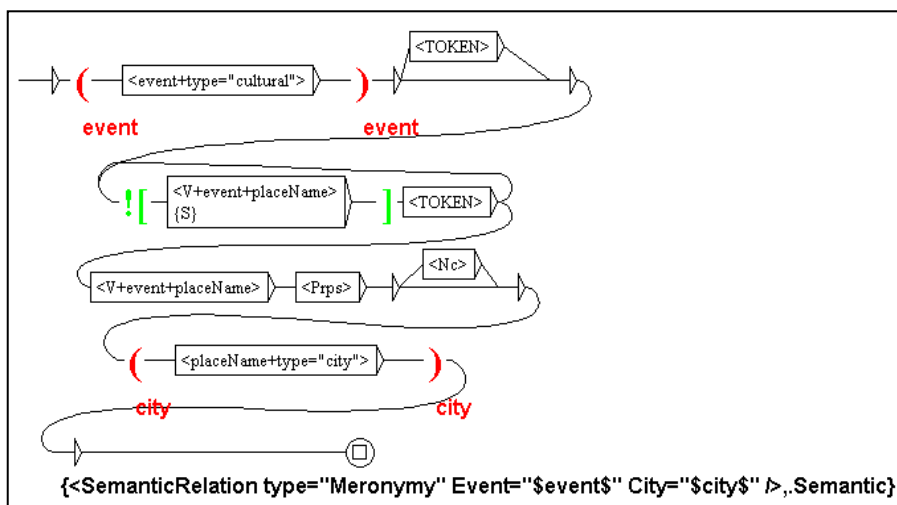 <TOKEN>
( <event+type="cultural"> )
event event
![ <V+event+placeName> ] <TOKEN>
{S}
<Nc>
<V+event+placeName> <Prps>
( <placeName+type="city"> )
city city
{<SemanticRelation type="Meronymy" Event="$event$" City="$city$" />,.Semantic}